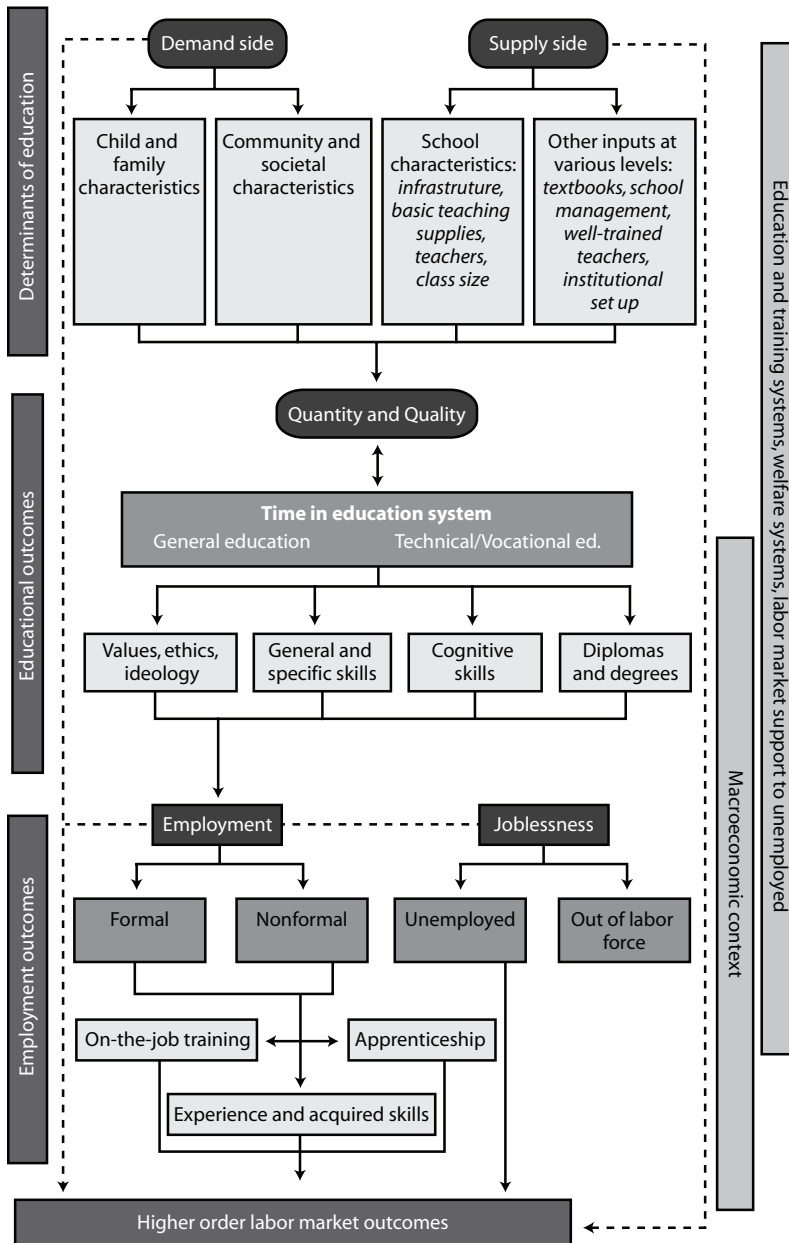 Determinants of education
Demand side
Supply side
Child and
family
characteristics
Community and
societal
characteristics
School
characteristics:
infrastruture,
basic teaching
supplies,
teachers,
class size
Other inputs at
various levels:
textbooks, school
management,
well-trained
teachers,
institutional
set up
Quantity and Quality
Educational outcomes
Time in education system
General education
Technical/Vocational ed.
Values, ethics,
ideology
General and
specific skills
Cognitive
skills
Diplomas
and degrees
Employment outcomes
Employment
Joblessness
Formal
Nonformal
Unemployed
Out of labor
force
On-the-job training
Apprenticeship
Experience and acquired skills
Higher order labor market outcomes
Macroeconomic context
Education and training systems, welfare systems, labor market support to unemployed